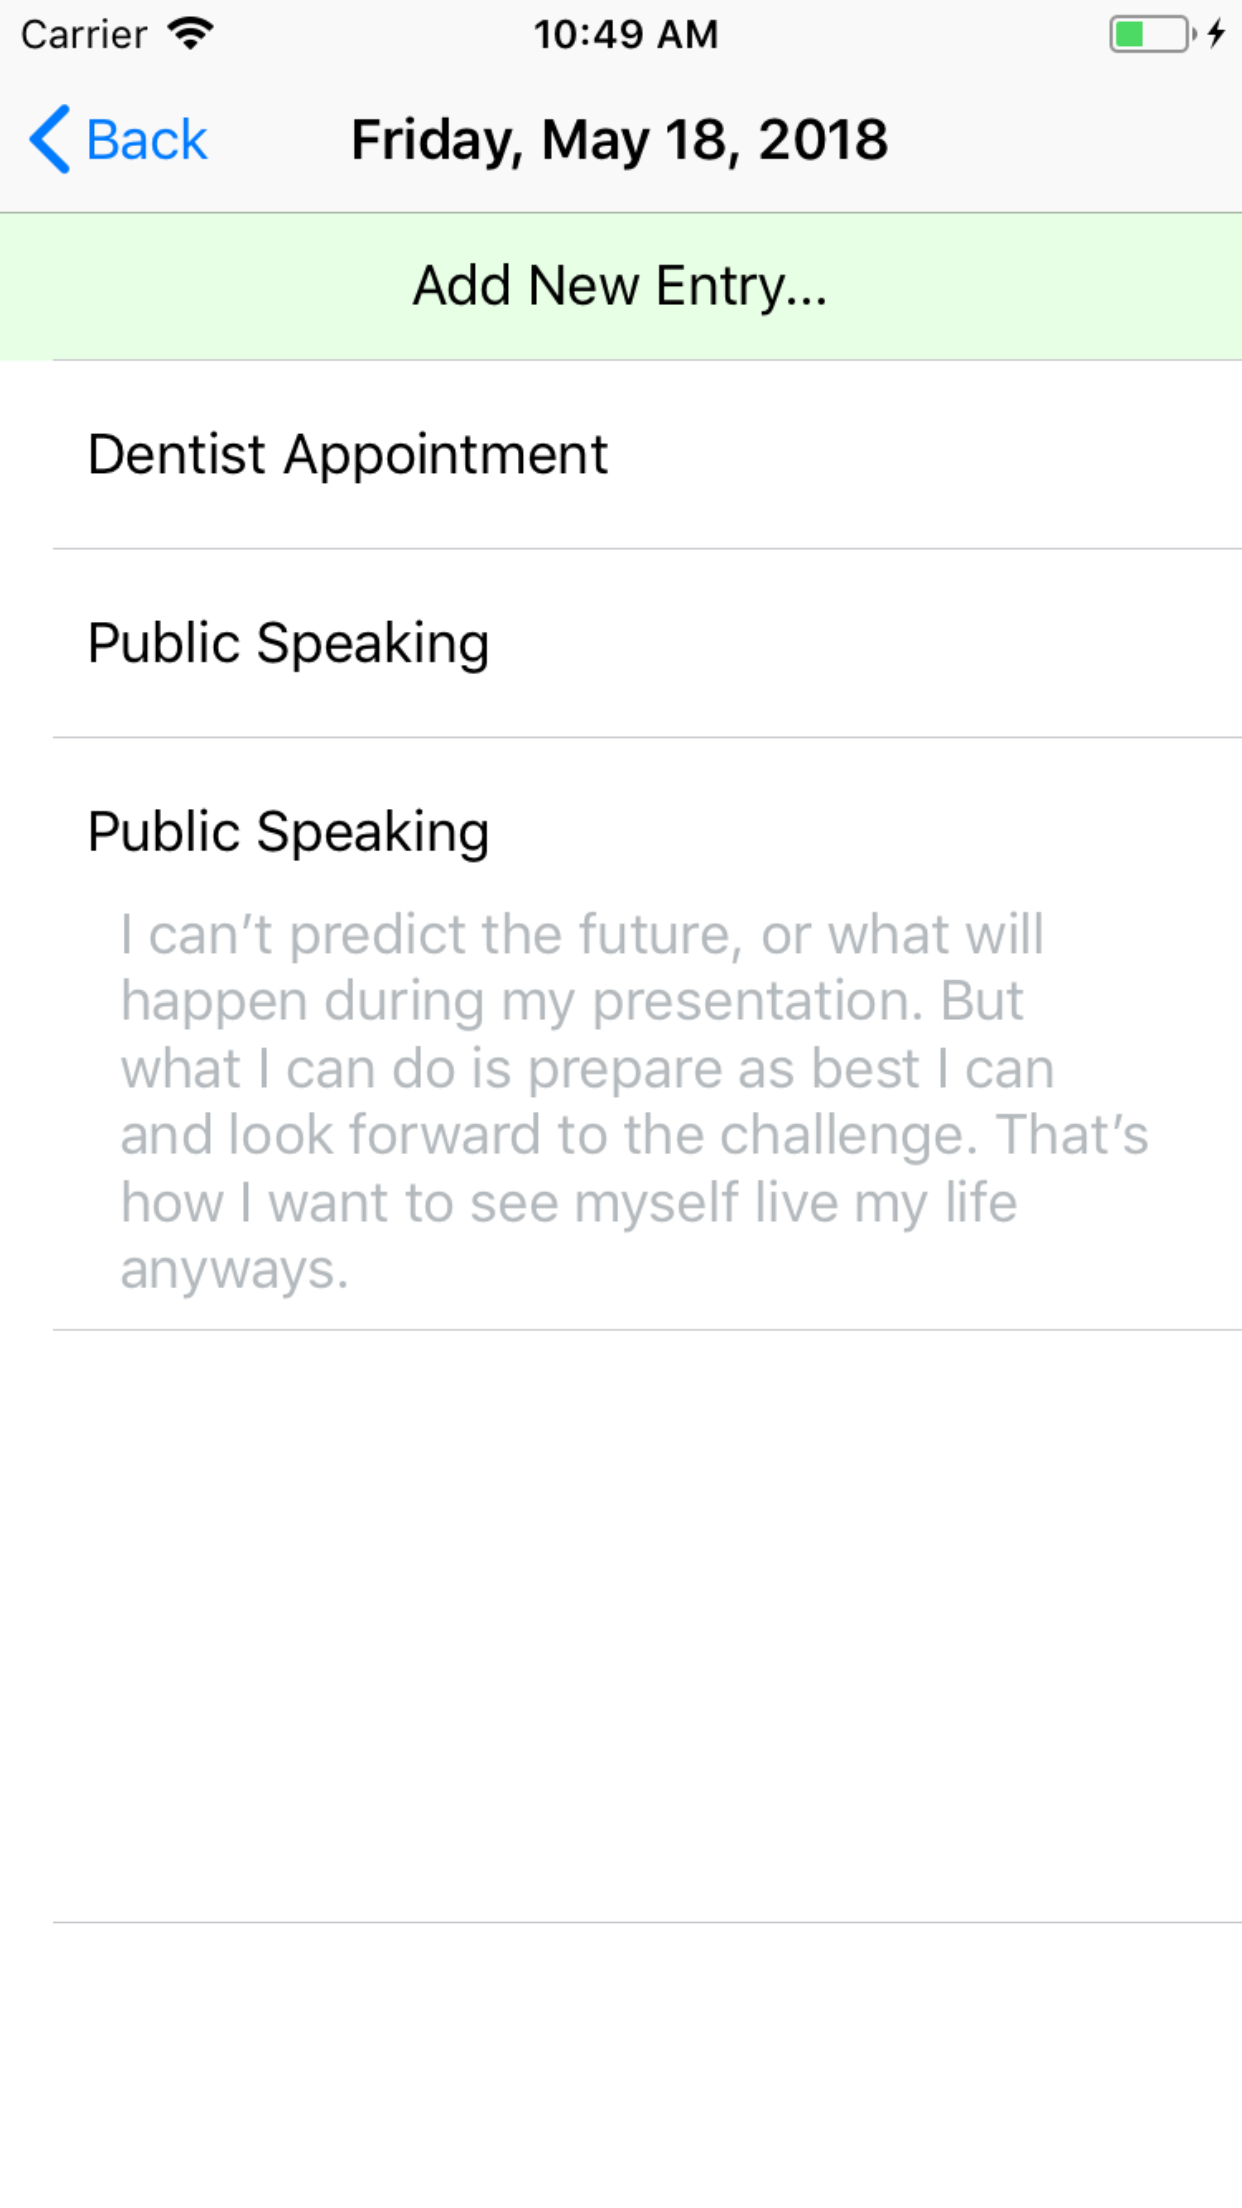 Carrier
10:49 AM
Back
Friday, May 18, 2018
Add New Entry...
Dentist Appointment
Public Speaking
Public Speaking
I can’t predict the future, or what will
happen during my presentation. But
what I can do is prepare as best I can
and look forward to the challenge. That’s
how I want to see myself live my life
anyways.